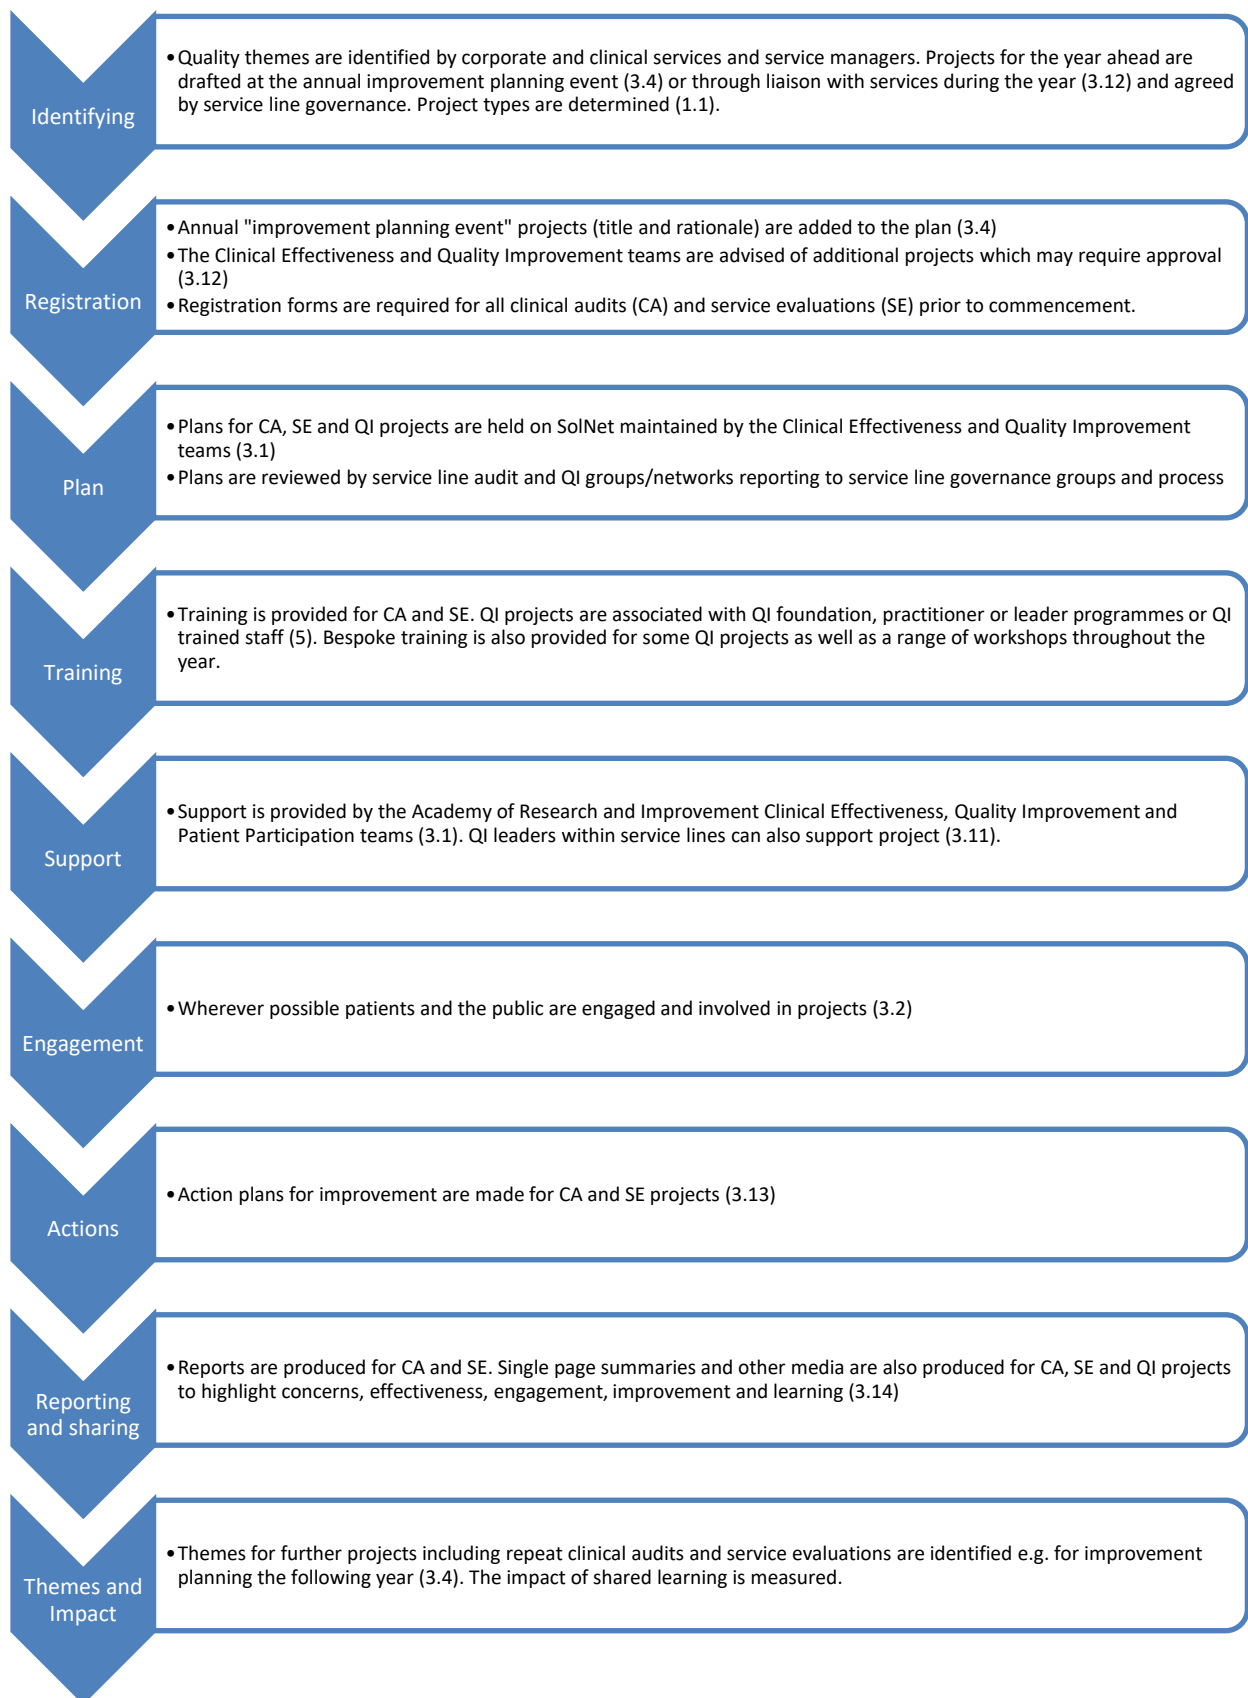 Identifying
•Quality themes are identified by corporate and clinical services and service managers. Projects for the year ahead are
drafted at the annual improvement planning event (3.4) or through liaison with services during the year (3.12) and agreed
by service line governance. Project types are determined (1.1).
Registration
•Annual "improvement planning event" projects (title and rationale) are added to the plan (3.4)
•The Clinical Effectiveness and Quality Improvement teams are advised of additional projects which may require approval
(3.12)
•Registration forms are required for all clinical audits (CA) and service evaluations (SE) prior to commencement.
Plan
•Plans for CA, SE and QI projects are held on SolNet maintained by the Clinical Effectiveness and Quality Improvement
teams (3.1)
•Plans are reviewed by service line audit and QI groups/networks reporting to service line governance groups and process
Training
•Training is provided for CA and SE. QI projects are associated with QI foundation, practitioner or leader programmes or QI
trained staff (5). Bespoke training is also provided for some QI projects as well as a range of workshops throughout the
year.
Support
•Support is provided by the Academy of Research and Improvement Clinical Effectiveness, Quality Improvement and
Patient Participation teams (3.1). QI leaders within service lines can also support project (3.11).
Engagement
•Wherever possible patients and the public are engaged and involved in projects (3.2)
Actions
•Action plans for improvement are made for CA and SE projects (3.13)
Reporting
and sharing
•Reports are produced for CA and SE. Single page summaries and other media are also produced for CA, SE and QI projects
to highlight concerns, effectiveness, engagement, improvement and learning (3.14)
Themes and
Impact
•Themes for further projects including repeat clinical audits and service evaluations are identified e.g. for improvement
planning the following year (3.4). The impact of shared learning is measured.